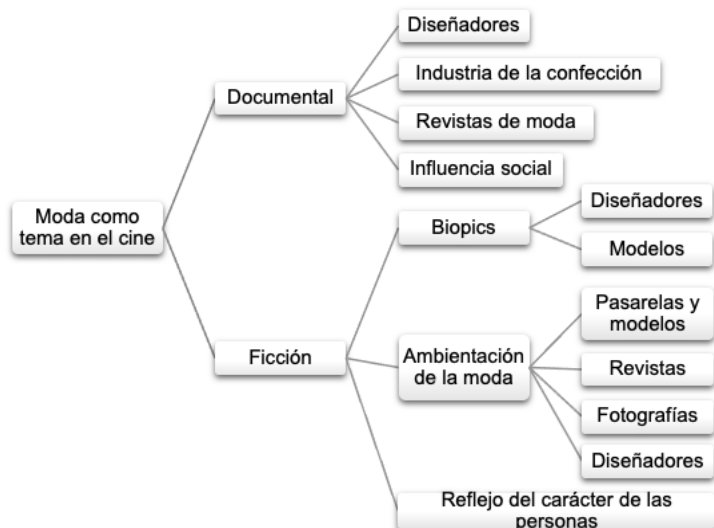 Moda como
tema en el cine
Documental
Diseñadores
Industria de la confección
Revistas de moda
Influencia social
Ficción
Biopics
Diseñadores
Modelos
Ambientación
de la moda
Pasarelas y
modelos
Revistas
Fotografías
Diseñadores
Reflejo del carácter de las
personas